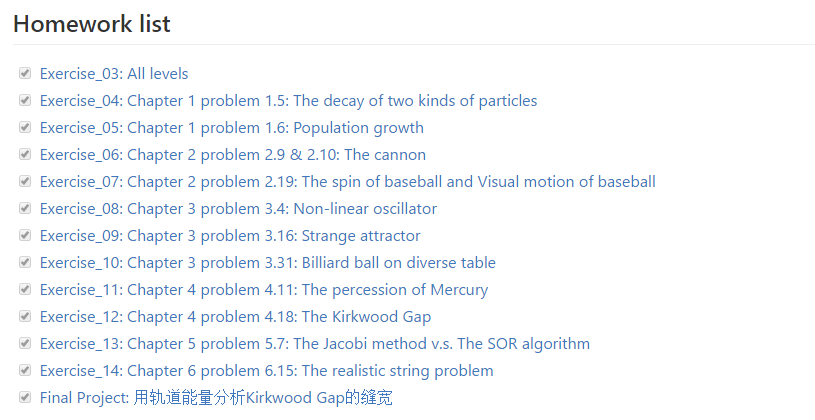 Homework list
Exercise_03: All levels
Exercise_04: Chapter 1 problem 1.5: The decay of two kinds of particles
Exercise_05: Chapter 1 problem 1.6: Population growth
Exercise_06: Chapter 2 problem 2.9 & 2.10: The cannon
Exercise_07: Chapter 2 problem 2.19: The spin of baseball and Visual motion of baseball
Exercise_08: Chapter 3 problem 3.4: Non-linear oscillator
Exercise_09: Chapter 3 problem 3.16: Strange attractor
Exercise_10: Chapter 3 problem 3.31: Billiard ball on diverse table
Exercise_11: Chapter 4 problem 4.11: The percession of Mercury
Exercise_12: Chapter 4 problem 4.18: The Kirkwood Gap
Exercise_13: Chapter 5 problem 5.7: The Jacobi method v.s. The SOR algorithm
Exercise_14: Chapter 6 problem 6.15: The realistic string problem
Final Project: 用轨道能量分析Kirkwood Gap的缝宽